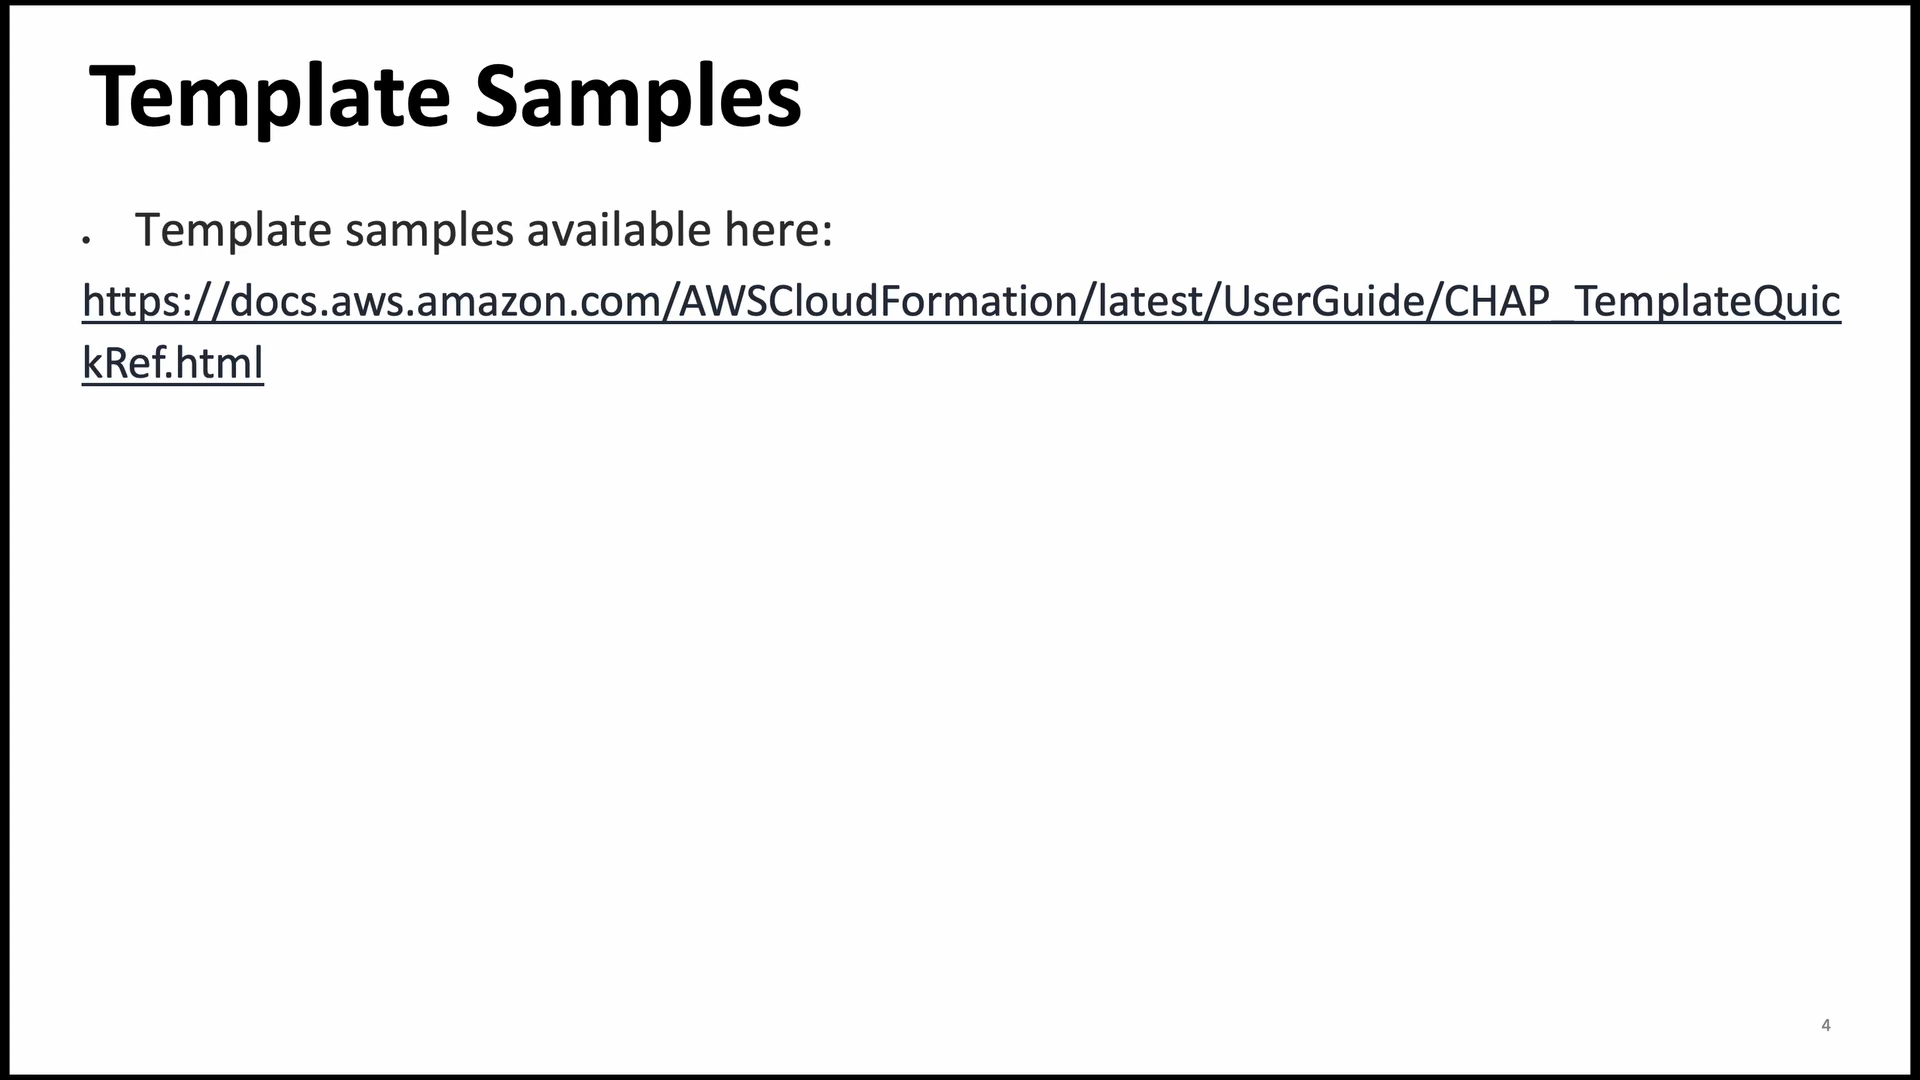 Template Samples
• Template samples available here:
https://docs.aws.amazon.com/AWSCloudFormation/latest/UserGuide/CHAP_TemplateQuic
kRef.html
4